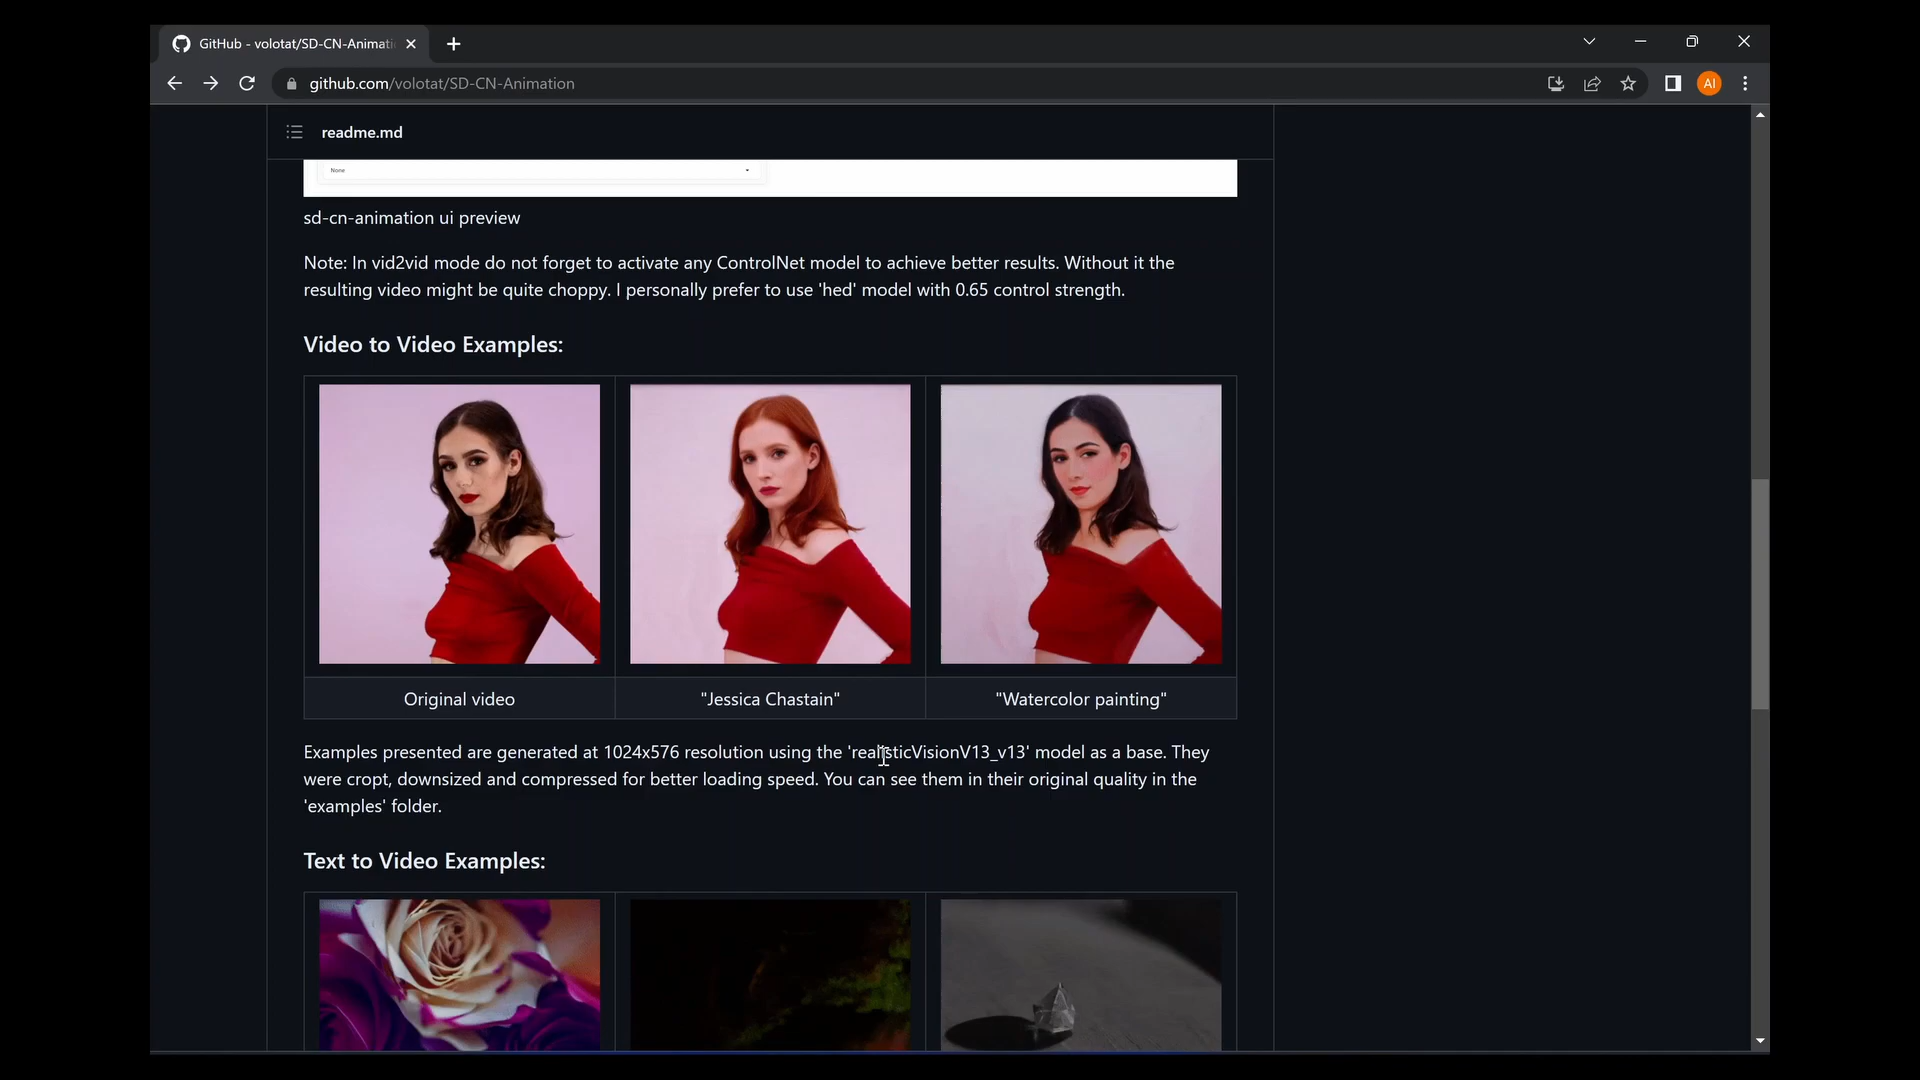 GitHub - volotat/SD-CN-Animati
github.com/volotat/SD-CN-Animation
AI
readme.md
None
sd-cn-animation ui preview
Note: In vid2vid mode do not forget to activate any ControlNet model to achieve better results. Without it the
resulting video might be quite choppy. I personally prefer to use 'hed' model with 0.65 control strength.
Video to Video Examples:
Original video
"Jessica Chastain"
"Watercolor painting"
Examples presented are generated at 1024x576 resolution using the 'realisticVisionV13_v13' model as a base. They
were cropt, downsized and compressed for better loading speed. You can see them in their original quality in the
'examples' folder.
Text to Video Examples: